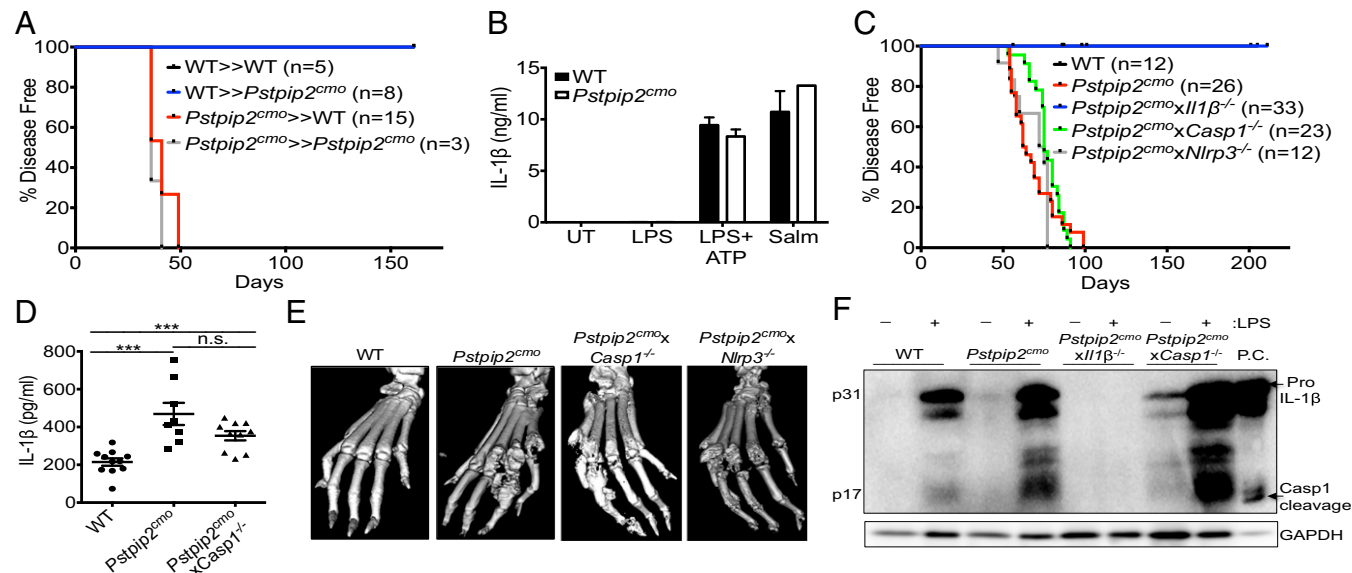 A
% Disease Free
100
80
60
40
20
0
0 50 100 150
Days
WT>>WT (n=5)
WT>>Pstpip2cmo (n=8)
Pstpip2cmo>>WT (n=15)
Pstpip2cmo>>Pstpip2cmo (n=3)
B
IL-1β (ng/ml)
15
10
5
0
WT
Pstpip2cmo
UT LPS LPS+ Salm
ATP
C
% Disease Free
100
80
60
40
20
0
0 50 100 150 200
Days
WT (n=12)
Pstpip2cmo (n=26)
Pstpip2cmoxIl1β-/- (n=33)
Pstpip2cmoxCasp1-/- (n=23)
Pstpip2cmoxNlrp3-/- (n=12)
D
***
*** n.s.
IL-1β (pg/ml)
800
600
400
200
0
WT
Pstpip2cmo
Pstpip2cmo
xCasp1-/-
E
WT
Pstpip2cmo
Pstpip2cmox
Casp1-/-
Pstpip2cmox
Nlrp3-/-
F
– + – + – + – + :LPS
WT
Pstpip2cmo
Pstpip2cmo
xIl1β-/-
Pstpip2cmo
xCasp1-/-
P.C.
p31
p17
Pro
IL-1β
Casp1
cleavage
GAPDH